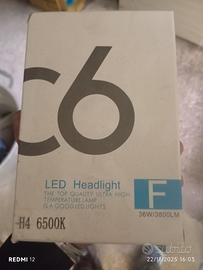 C6
LED Headlight
THE TOP QUALITY ULTRA HIGH
TEMPERATURE LAMP
IS A GOOD LED LIGHTS
F
36W/3800LM
H4 6500K
REDMI 12
22/11/2025 16:03